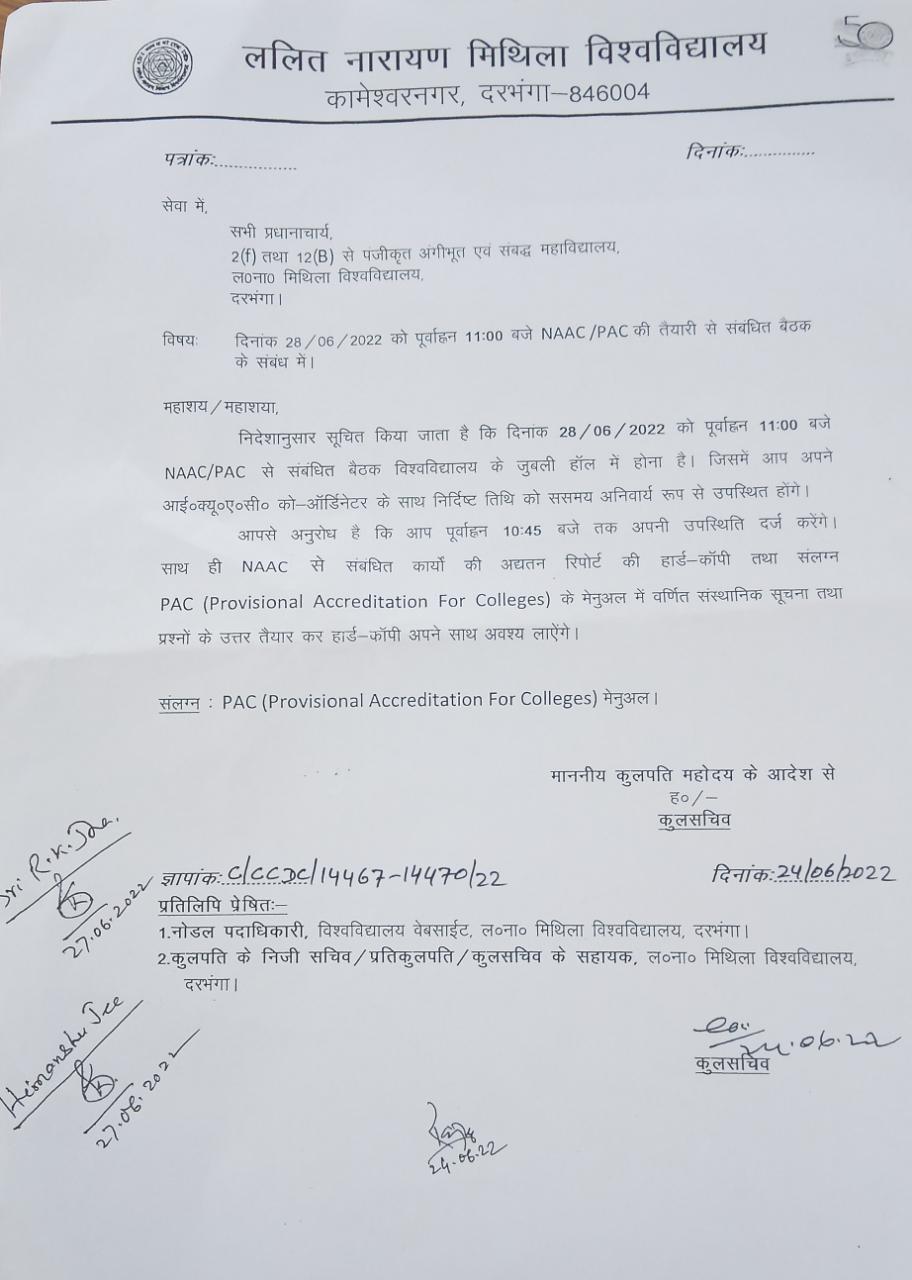 50
ललित नारायण मिथिला विश्वविद्यालय
कामेश्वरनगर, दरभंगा–846004
पत्रांकः................
दिनांकः..............
सेवा में,
सभी प्रधानाचार्य,
2(f) तथा 12(B) से पंजीकृत अंगीभूत एवं संबद्ध महाविद्यालय,
ल0ना0 मिथिला विश्वविद्यालय,
दरभंगा।
विषयः दिनांक 28/06/2022 को पूर्वाहन 11:00 बजे NAAC/PAC की तैयारी से संबंधित बैठक
के संबंध में।
महाशय/महाशया,
निदेशानुसार सूचित किया जाता है कि दिनांक 28/06/2022 को पूर्वाहन 11:00 बजे
NAAC/PAC से संबंधित बैठक विश्वविद्यालय के जुबली हॉल में होना है। जिसमें आप अपने
आई०क्यू०ए०सी० को–ऑर्डिनेटर के साथ निर्दिष्ट तिथि को ससमय अनिवार्य रूप से उपस्थित होंगे।
आपसे अनुरोध है कि आप पूर्वाहन 10:45 बजे तक अपनी उपस्थिति दर्ज करेंगे।
साथ ही NAAC से संबंधित कार्यो की अद्यतन रिपोर्ट की हार्ड–कॉपी तथा संलग्न
PAC (Provisional Accreditation For Colleges) के मेनुअल में वर्णित संस्थानिक सूचना तथा
प्रश्नों के उत्तर तैयार कर हार्ड–कॉपी अपने साथ अवश्य लाऐंगे।
संलग्न : PAC (Provisional Accreditation For Colleges) मेनुअल।
माननीय कुलपति महोदय के आदेश से
ह०/–
कुलसचिव
Sri R.K. Jha.
27.06.2022
ज्ञापांकः C/CCDC/14467-14470/22
दिनांकः 24/06/2022
प्रतिलिपि प्रेषितः–
1.नोडल पदाधिकारी, विश्वविद्यालय वेबसाईट, ल०ना० मिथिला विश्वविद्यालय, दरभंगा।
2.कुलपति के निजी सचिव/प्रतिकुलपति/कुलसचिव के सहायक, ल०ना० मिथिला विश्वविद्यालय,
दरभंगा।
Himanshu Jee
27.06.2022
24.06.22
कुलसचिव
24.06.22